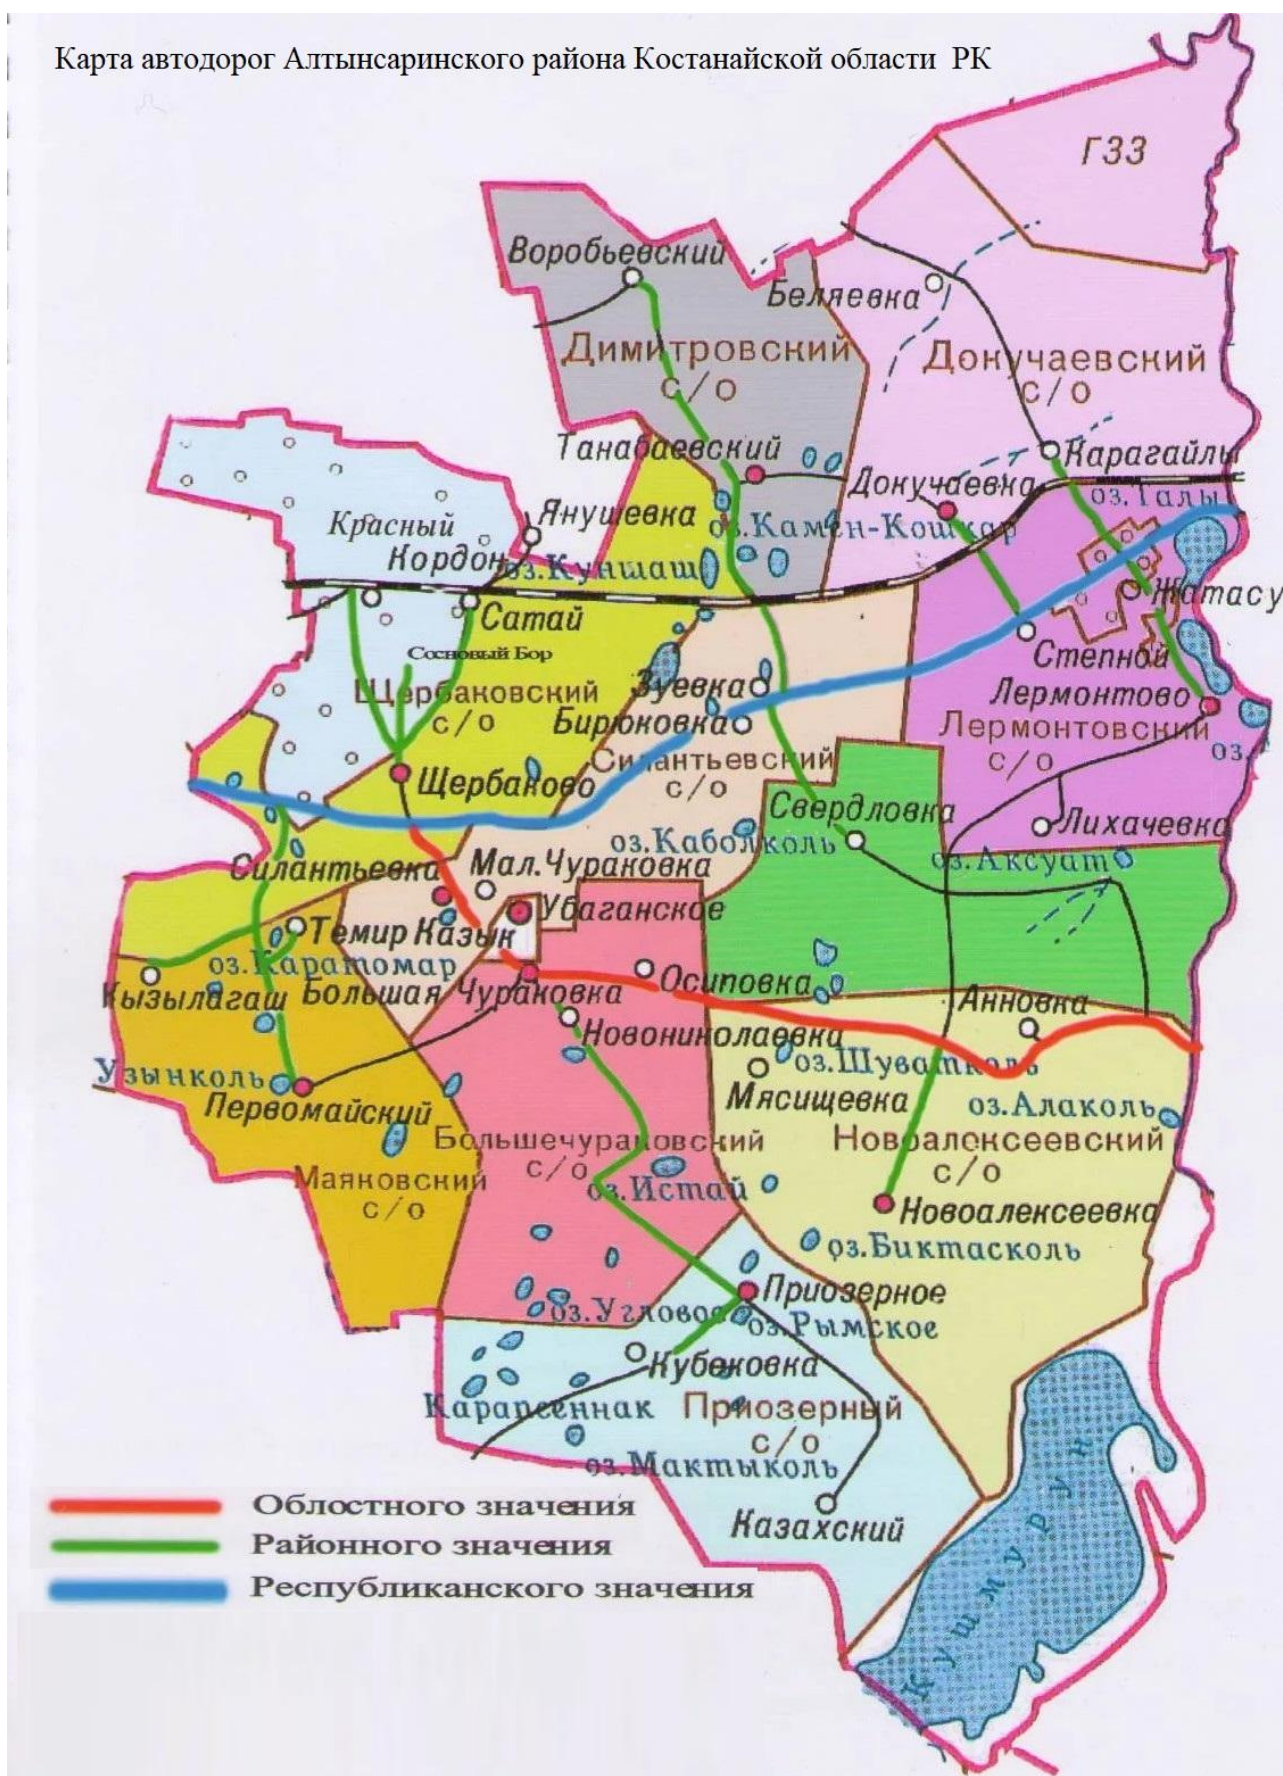 Карта автодорог Алтынсаринского района Костанайской области РК
ГЗЗ
Воробьевский
Беляевка
Димитровский
с/о
Докучаевский
с/о
Танабаевский
Карагайлы
Докучаевка
оз.Талы
Янушевка
Красный
Кордон
оз.Камен-Кошкар
оз.Куншаш
Жатасу
Сатай
Сосновый Бор
Степной
Зуевка
Щербаковский
с/о
Лермонтово
Бирюковка
Лермонтовский
с/о
оз.
Силантьевский
с/о
Щербаково
Свердловка
Лихачевка
оз.Каболколь
оз.Аксуат
Силантьевка
Мал.Чураковка
Убаганское
Темир Казык
оз.Каратомар
Осиповка
Кызылагаш
Большая Чураковка
Анновка
Новониколаевка
оз.Шуватколь
Узынколь
Мясищевка
Первомайский
оз.Алаколь
Большечураковский
с/о
Новоалексеевский
с/о
Маяковский
с/о
оз.Истай
Новоалексеевка
оз.Биктасколь
Приозерное
оз.Угловое
оз.Рымское
Кубековка
Карапсеннак
Приозерный
с/о
оз.Мактыколь
Казахский
Кушмурун
Облостного значения
Районного значения
Республиканского значения